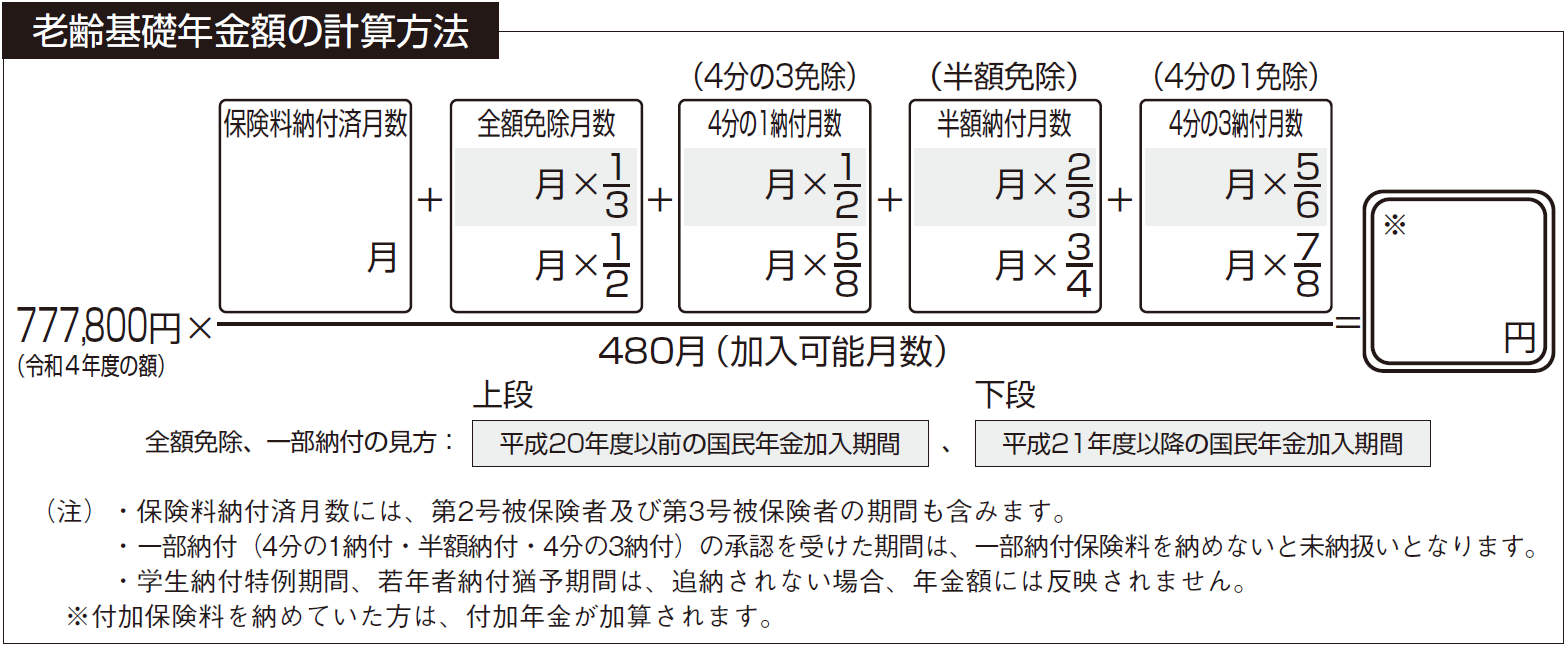 老齢基礎年金額の計算方法
(4分の3免除) (半額免除) (4分の1免除)
保険料納付済月数 全額免除月数 4分の1納付月数 半額納付月数 4分の3納付月数
月×1/3 月×1/2 月×2/3 月×5/6
月 + 月×1/2 + 月×5/8 + 月×3/4 + 月×7/8
777,800円× = ※ 円
(令和4年度の額)
480月(加入可能月数)
上段 下段
全額免除、一部納付の見方: 平成20年度以前の国民年金加入期間 、 平成21年度以降の国民年金加入期間
(注)・保険料納付済月数には、第2号被保険者及び第3号被保険者の期間も含みます。
・一部納付(4分の1納付・半額納付・4分の3納付)の承認を受けた期間は、一部納付保険料を納めないと未納扱いとなります。
・学生納付特例期間、若年者納付猶予期間は、追納されない場合、年金額には反映されません。
※付加保険料を納めていた方は、付加年金が加算されます。